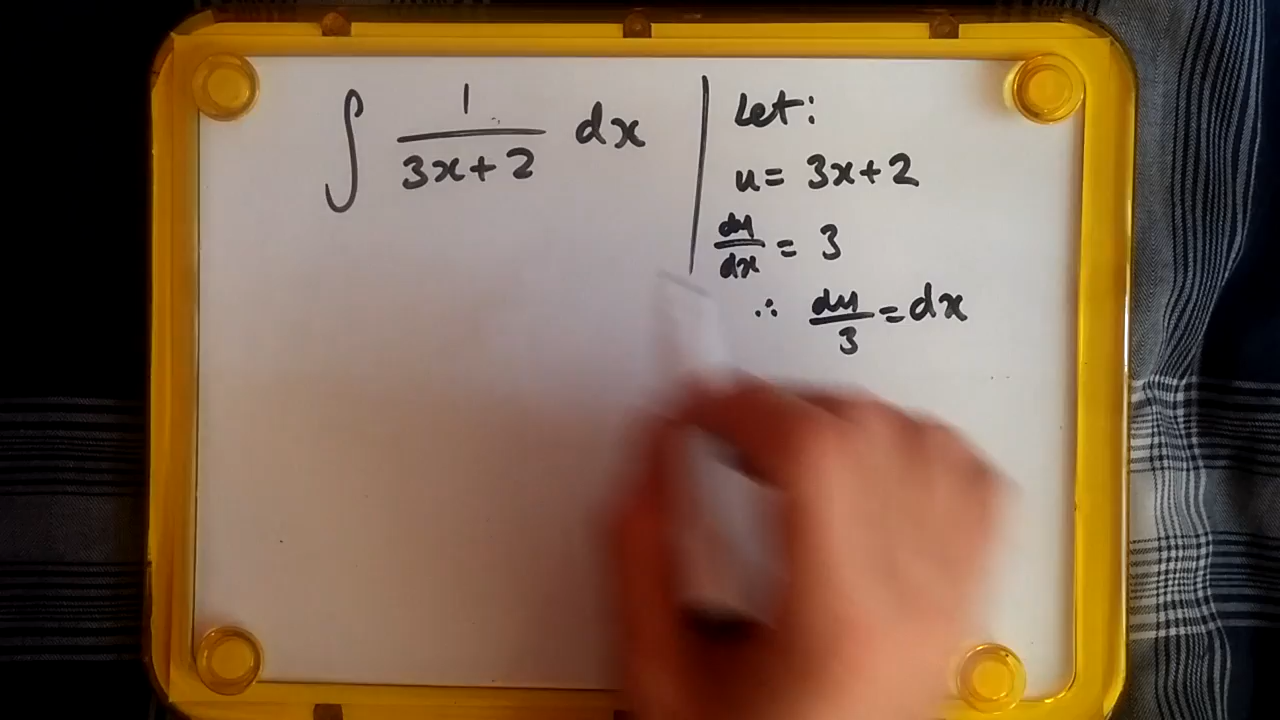 ∫ 1/(3x+2) dx
Let:
u = 3x+2
du/dx = 3
∴ du/3 = dx